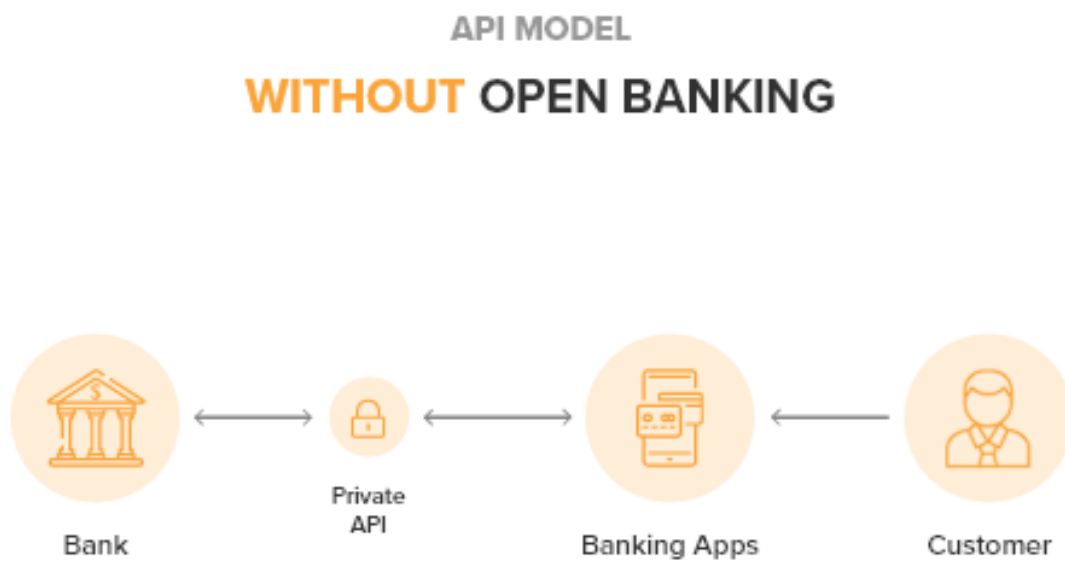 API MODEL
WITHOUT OPEN BANKING
$
Private
API
Bank
Banking Apps
Customer